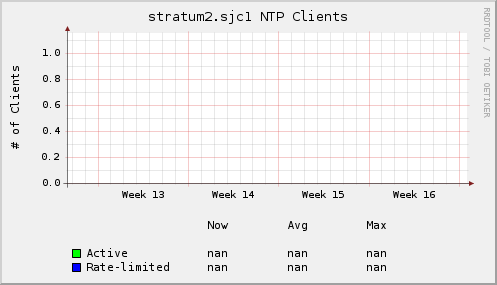 stratum2.sjc1 NTP Clients
RRDTOOL / TOBI OETIKER
# of Clients
1.0
0.8
0.6
0.4
0.2
0.0
Week 13 Week 14 Week 15 Week 16
Now Avg Max
Active nan nan nan
Rate-limited nan nan nan